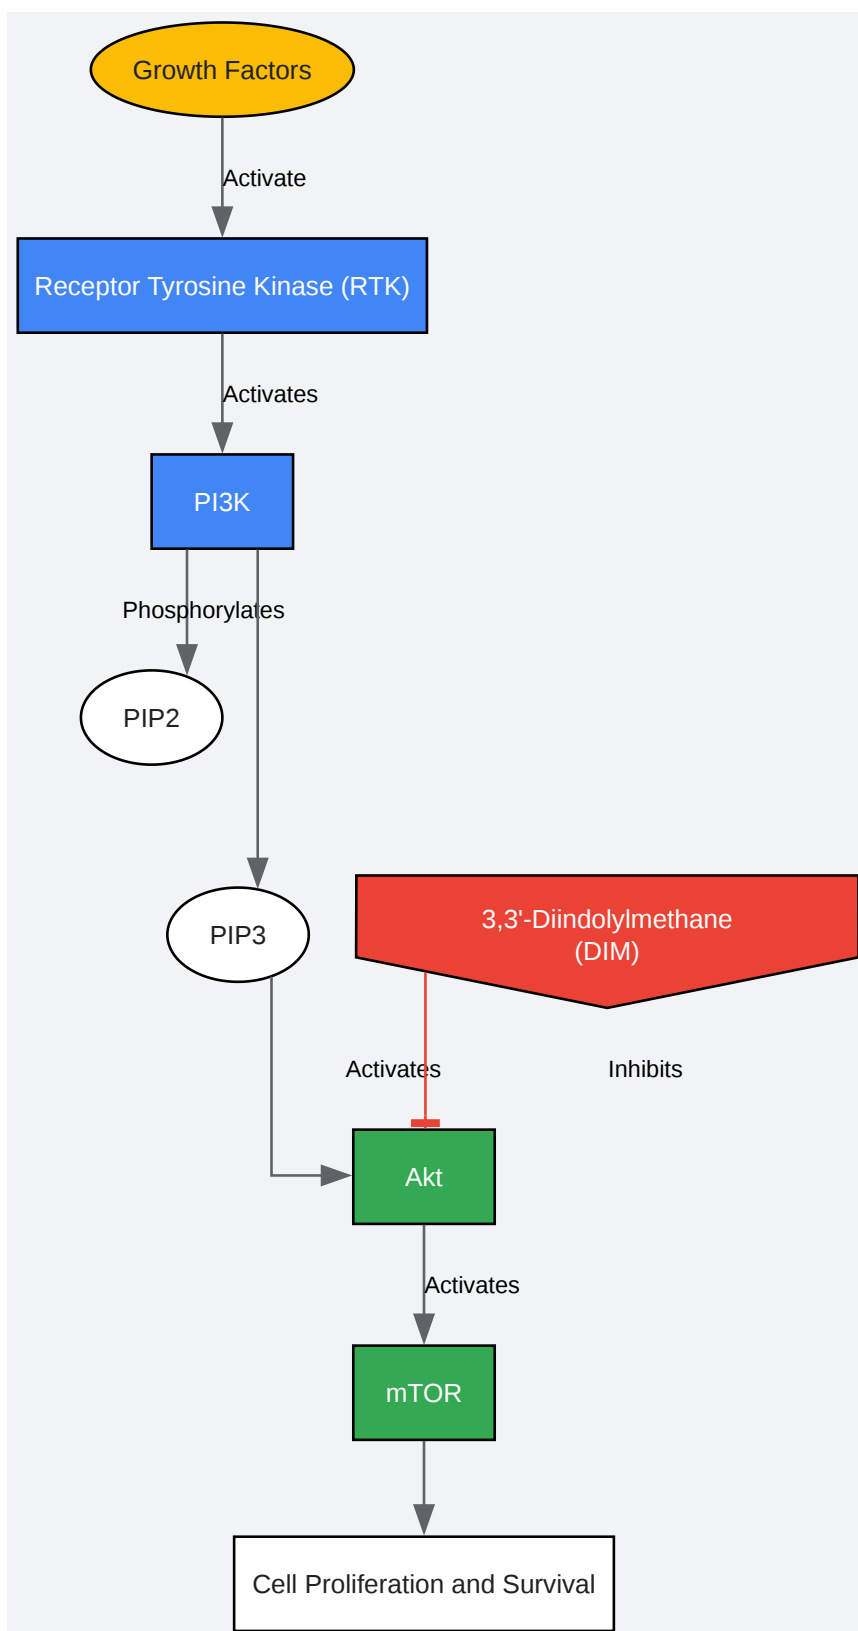 Growth Factors
Activate
Receptor Tyrosine Kinase (RTK)
Activates
PI3K
Phosphorylates
PIP2
3,3'-Diindolylmethane
(DIM)
PIP3
Activates
Inhibits
Akt
Activates
mTOR
Cell Proliferation and Survival